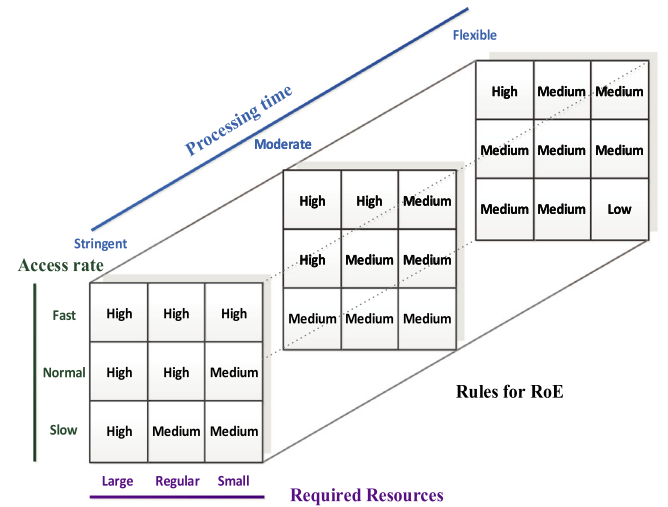 Flexible
Processing time
Moderate
Stringent
High Medium Medium
Medium Medium Medium
Medium Medium Low
High High Medium
High Medium Medium
Medium Medium Medium
Access rate
Fast High High High
Normal High High Medium
Slow High Medium Medium
Large Regular Small
Required Resources
Rules for RoE